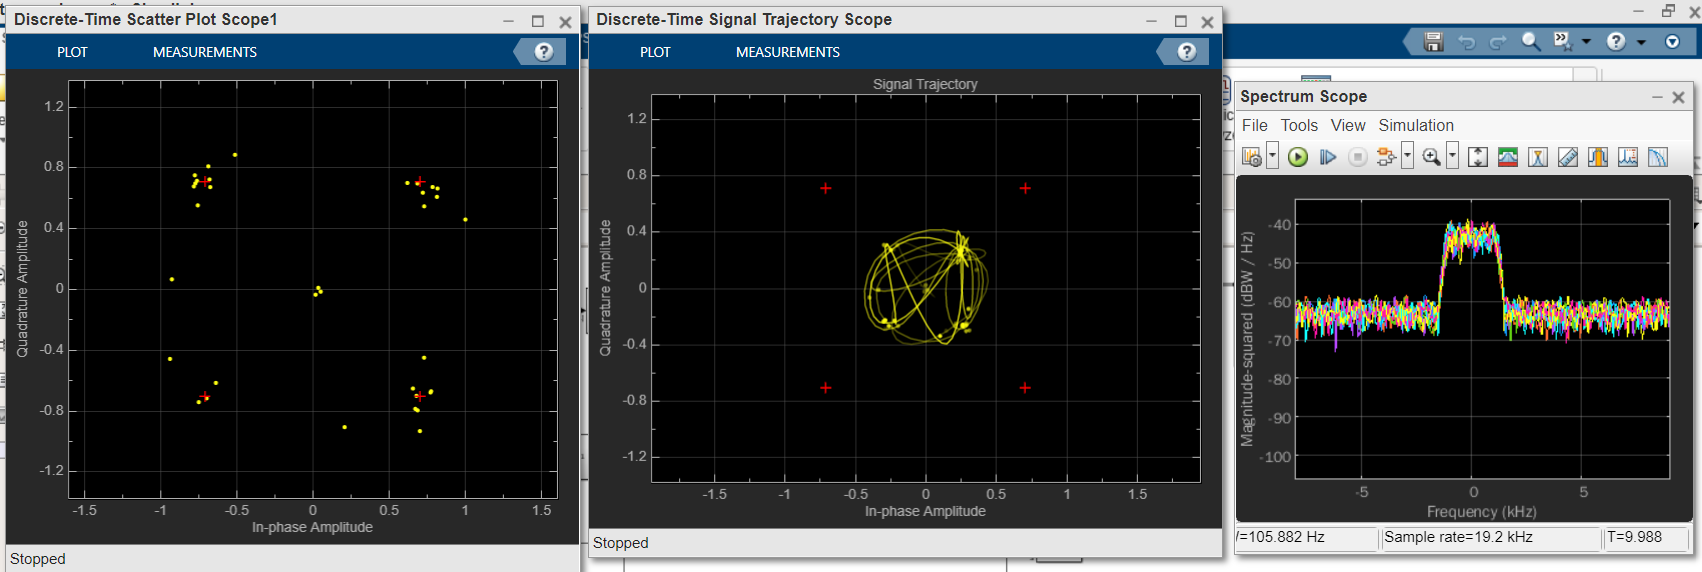 Discrete-Time Scatter Plot Scope1
PLOT
MEASUREMENTS
1.2
0.8
0.4
0
-0.4
-0.8
-1.2
Quadrature Amplitude
-1.5
-1
-0.5
0
0.5
1
1.5
In-phase Amplitude
Stopped
Discrete-Time Signal Trajectory Scope
PLOT
MEASUREMENTS
Signal Trajectory
1.2
0.8
0.4
0
-0.4
-0.8
-1.2
Quadrature Amplitude
-1.5
-1
-0.5
0
0.5
1
1.5
In-phase Amplitude
Stopped
Spectrum Scope
File Tools View Simulation
-40
-50
-60
-70
-80
-90
-100
Magnitude-squared (dBW / Hz)
-5
0
5
Frequency (kHz)
=105.882 Hz
Sample rate=19.2 kHz
T=9.988